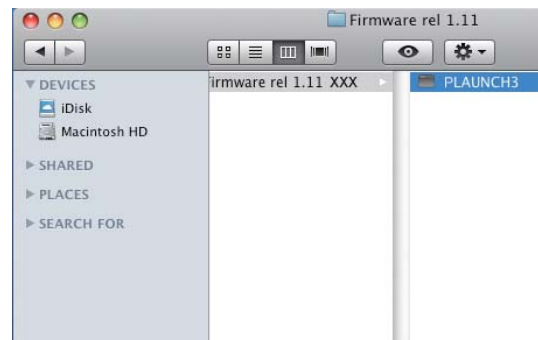 Firmware rel 1.11
DEVICES
iDisk
Macintosh HD
SHARED
PLACES
SEARCH FOR
irmware rel 1.11 XXX
PLAUNCH3